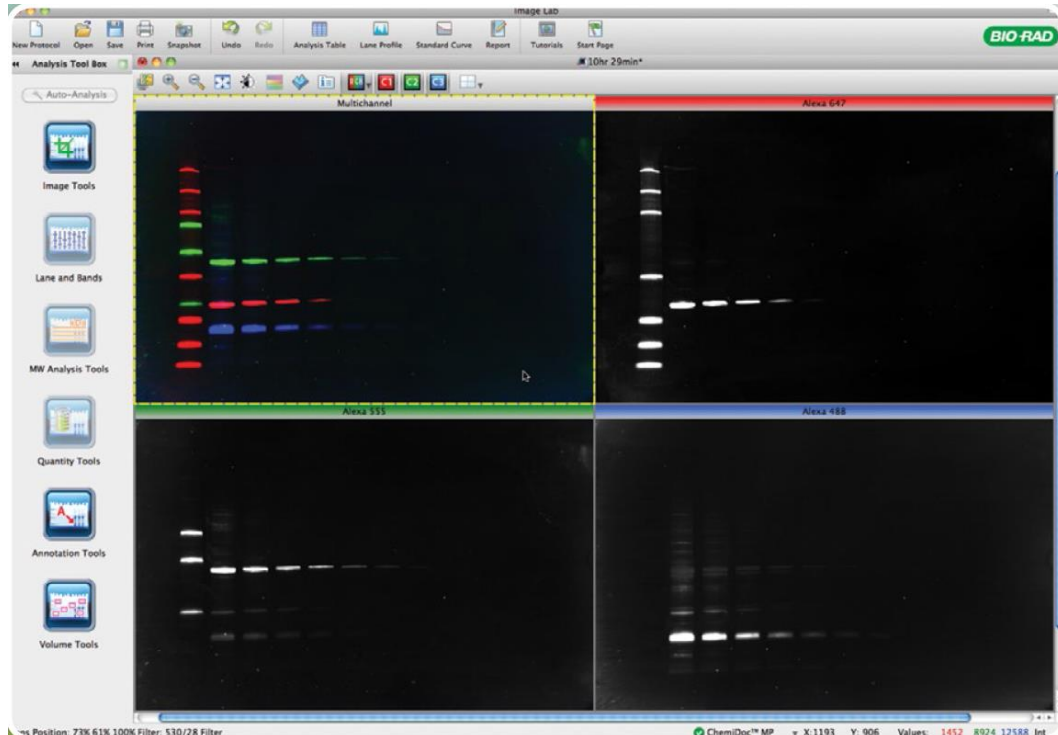 Image Lab
New Protocol Open Save Print Snapshot Undo Redo Analysis Table Lane Profile Standard Curve Report Tutorials Start Page
BIO-RAD
Analysis Tool Box
10hr 29min*
Auto-Analysis
C1 C2 C3
Multichannel
Alexa 647
Image Tools
Lane and Bands
MW Analysis Tools
Alexa 555
Alexa 488
Quantity Tools
A
Annotation Tools
Volume Tools
Position: 73% 61% 100% Filter: 530/28 Filter
ChemiDoc™ MP X:1193 Y: 906 Values: 1452 8924 12588 Int